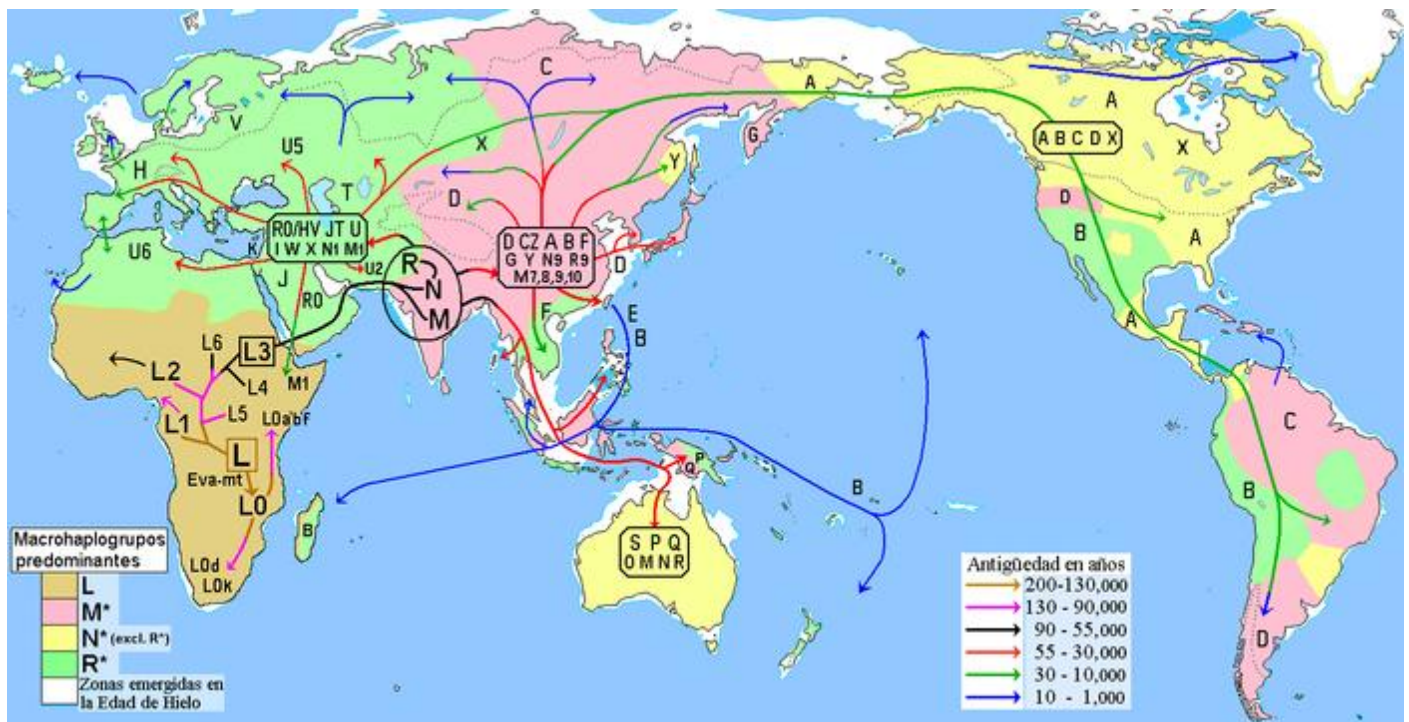 C
A
A
V
G
A B C D X
U5
X
X
H
Y
T
D
D
R0/HV JT U
I W X N1 M1
D CZ A B F
G Y N9 R9
M7,8,9,10
B
A
U6
K
U2
R
D
J
N
R0
M
F
E
B
A
L6
L3
L2
L4
M1
L5
L0abf
L1
C
L
Q
P
Eva-mt
B
B
L0
B
S P Q
O M N R
L0d
L0k
D
Macrohaplogrupos
predominantes
L
M*
N* (excl. R*)
R*
Zonas emergidas en
la Edad de Hielo
Antigüedad en años
200-130,000
130 - 90,000
90 - 55,000
55 - 30,000
30 - 10,000
10 - 1,000